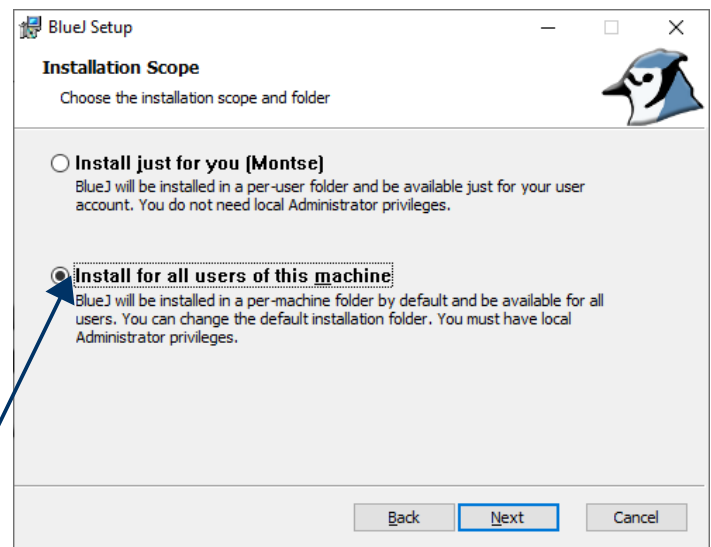 BlueJ Setup
Installation Scope
Choose the installation scope and folder
Install just for you (Montse)
BlueJ will be installed in a per-user folder and be available just for your user
account. You do not need local Administrator privileges.
Install for all users of this machine
BlueJ will be installed in a per-machine folder by default and be available for all
users. You can change the default installation folder. You must have local
Administrator privileges.
Back Next Cancel